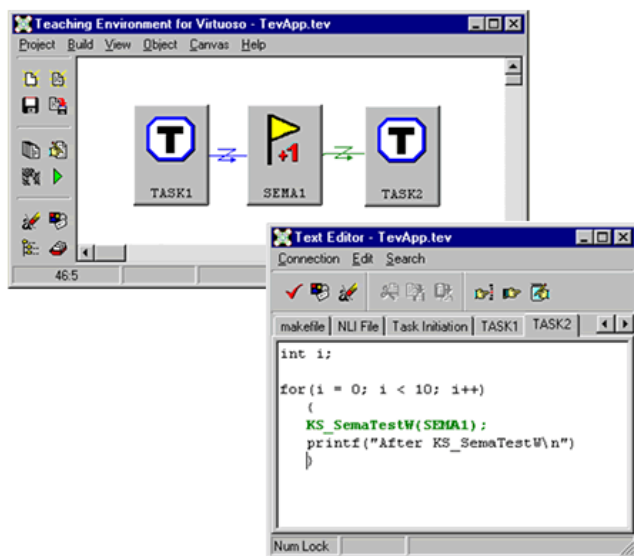 Teaching Environment for Virtuoso - TevApp.tev
Project Build View Object Canvas Help
T
+1
T
TASK1
SEMA1
TASK2
46:5
Text Editor - TevApp.tev
Connection Edit Search
makefile NLI File Task Initiation TASK1 TASK2
int i;
for(i = 0; i < 10; i++)
{
KS_SemaTestW(SEMA1);
printf("After KS_SemaTestW\n")
}
Num Lock